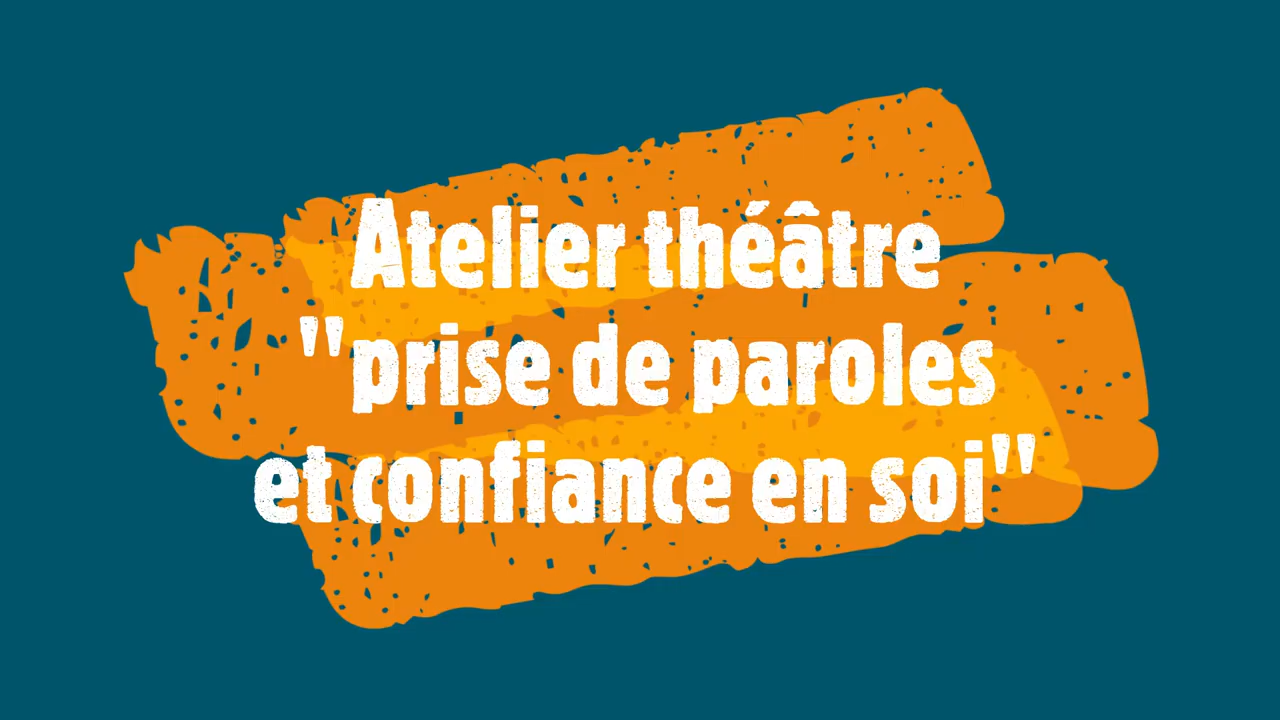 Atelier théâtre
"prise de paroles
et confiance en soi"